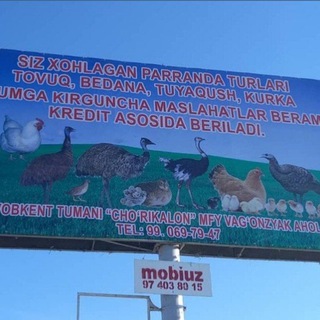 SIZ XOHLAGAN PARRANDA TURLARI
TOVUQ, BEDANA, TUYAQUSH, KURKA
UMGA KIRGUNCHA MASLAHATLAR BERAM
KREDIT ASOSIDA BERILADI.
OBKENT TUMANI "CHO'RIKALON" MFY VAG'ONZYAK AHOL
TEL: 99. 069-79-47
mobiuz
97 403 80 15